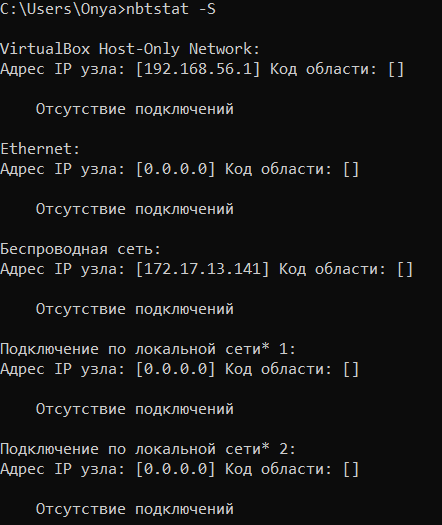 C:\Users\Onya>nbtstat -S
VirtualBox Host-Only Network:
Адрес IP узла: [192.168.56.1] Код области: []
Отсутствие подключений
Ethernet:
Адрес IP узла: [0.0.0.0] Код области: []
Отсутствие подключений
Беспроводная сеть:
Адрес IP узла: [172.17.13.141] Код области: []
Отсутствие подключений
Подключение по локальной сети* 1:
Адрес IP узла: [0.0.0.0] Код области: []
Отсутствие подключений
Подключение по локальной сети* 2:
Адрес IP узла: [0.0.0.0] Код области: []
Отсутствие подключений